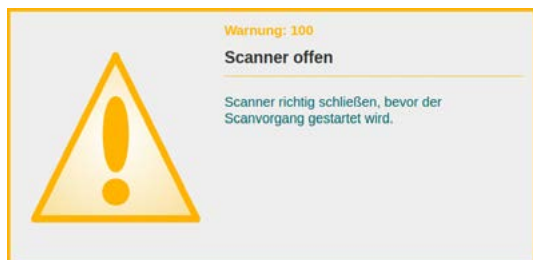 Warnung: 100
Scanner offen
Scanner richtig schließen, bevor der
Scanvorgang gestartet wird.